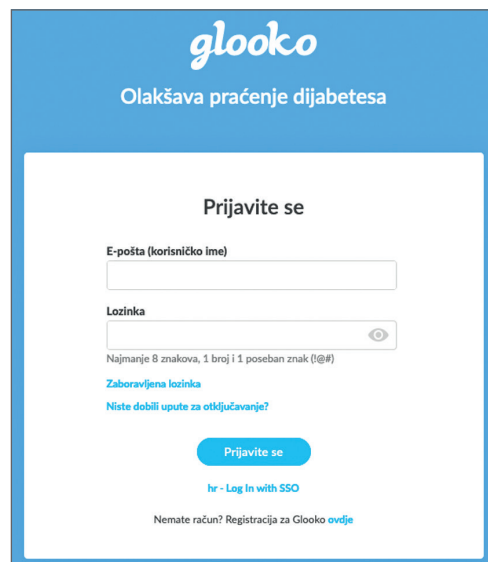 glooko
Olakšava praćenje dijabetesa
Prijavite se
E-pošta (korisničko ime)
Lozinka
Najmanje 8 znakova, 1 broj i 1 poseban znak (!@#)
Zaboravljena lozinka
Niste dobili upute za otključavanje?
Prijavite se
hr - Log In with SSO
Nemate račun? Registracija za Glooko ovdje